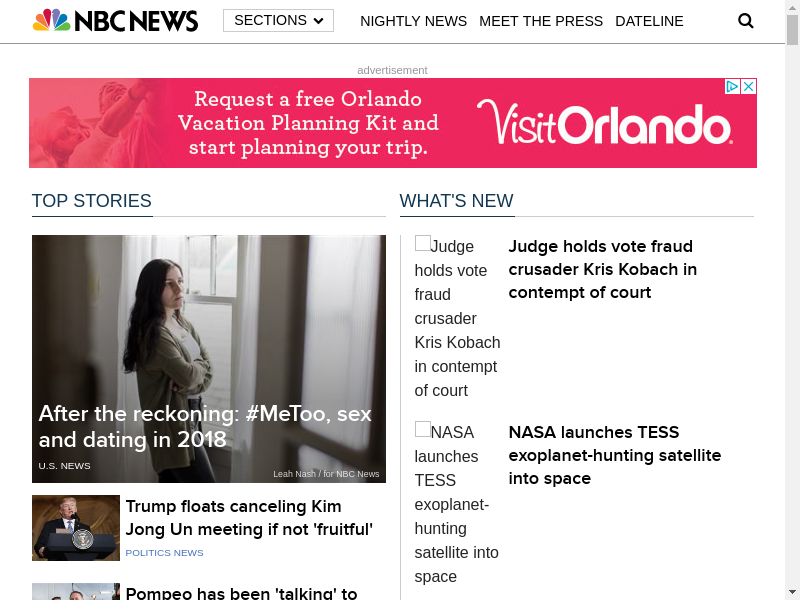 NBC NEWS
SECTIONS
NIGHTLY NEWS
MEET THE PRESS
DATELINE
advertisement
Request a free Orlando
Vacation Planning Kit and
start planning your trip.
Visit Orlando
TOP STORIES
After the reckoning: #MeToo, sex
and dating in 2018
U.S. NEWS
Leah Nash / for NBC News
Trump floats canceling Kim
Jong Un meeting if not 'fruitful'
POLITICS NEWS
Pompeo has been 'talking' to
WHAT'S NEW
Judge
holds vote
fraud
crusader
Kris Kobach
in contempt
of court
Judge holds vote fraud
crusader Kris Kobach in
contempt of court
NASA
launches
TESS
exoplanet-
hunting
satellite into
space
NASA launches TESS
exoplanet-hunting satellite
into space